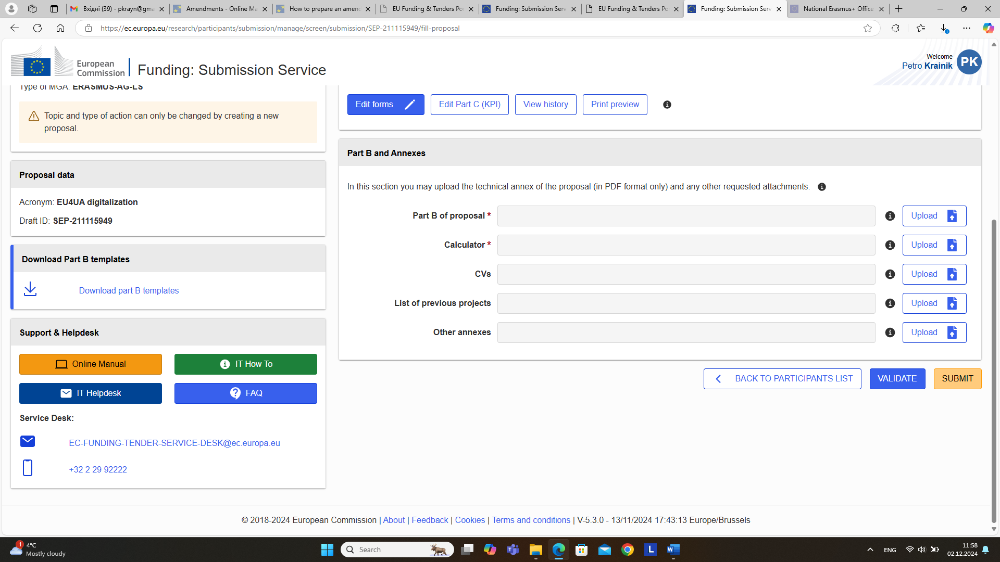 Вхідні (39) - pkrayn@gma
Amendments - Online Ma
How to prepare an amen
EU Funding & Tenders Po
Funding: Submission Serv
EU Funding & Tenders Po
Funding: Submission Serv
National Erasmus+ Office
https://ec.europa.eu/research/participants/submission/manage/screen/submission/SEP-211115949/fill-proposal
European
Commission
Funding: Submission Service
Welcome
Petro Krainik
PK
Type of MGA: ERASMUS-AG-LS
Topic and type of action can only be changed by creating a new
proposal.
Proposal data
Acronym: EU4UA digitalization
Draft ID: SEP-211115949
Download Part B templates
Download part B templates
Support & Helpdesk
Online Manual
IT How To
IT Helpdesk
FAQ
Service Desk:
EC-FUNDING-TENDER-SERVICE-DESK@ec.europa.eu
+32 2 29 92222
Edit forms
Edit Part C (KPI)
View history
Print preview
Part B and Annexes
In this section you may upload the technical annex of the proposal (in PDF format only) and any other requested attachments.
Part B of proposal * Upload
Calculator * Upload
CVs Upload
List of previous projects Upload
Other annexes Upload
BACK TO PARTICIPANTS LIST
VALIDATE
SUBMIT
© 2018-2024 European Commission | About | Feedback | Cookies | Terms and conditions | V-5.3.0 - 13/11/2024 17:43:13 Europe/Brussels
1
4°C
Mostly cloudy
Search
L
ENG
11:58
02.12.2024